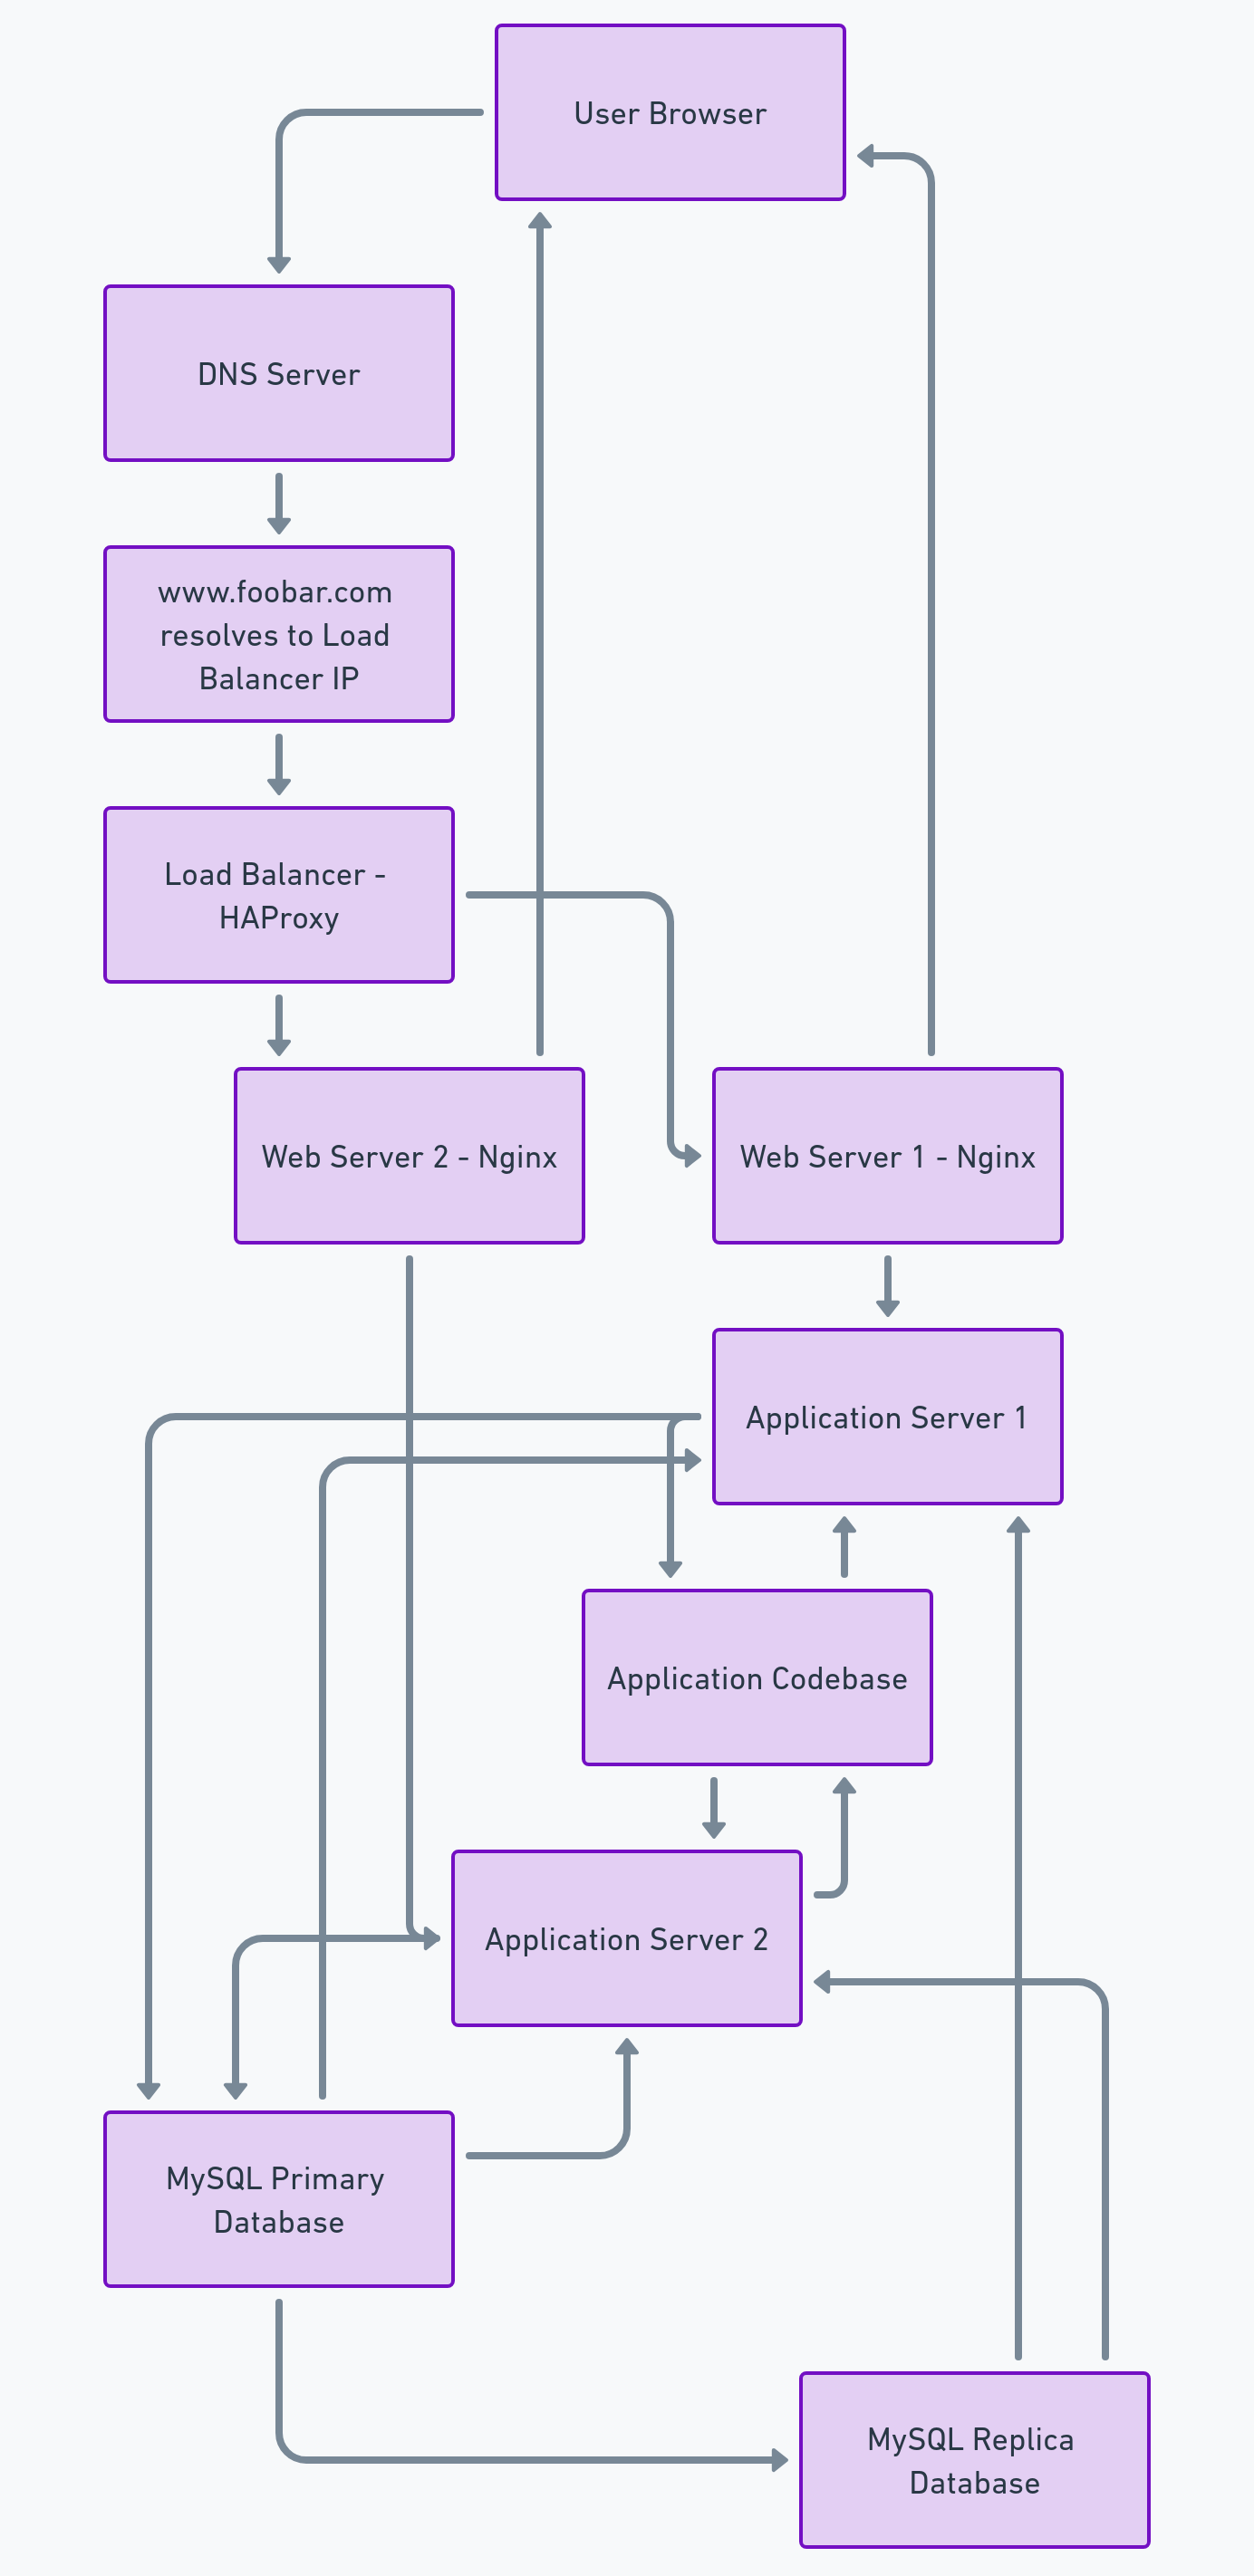 User Browser
DNS Server
www.foobar.com
resolves to Load
Balancer IP
Load Balancer -
HAProxy
Web Server 2 - Nginx
Web Server 1 - Nginx
Application Server 1
Application Codebase
Application Server 2
MySQL Primary
Database
MySQL Replica
Database